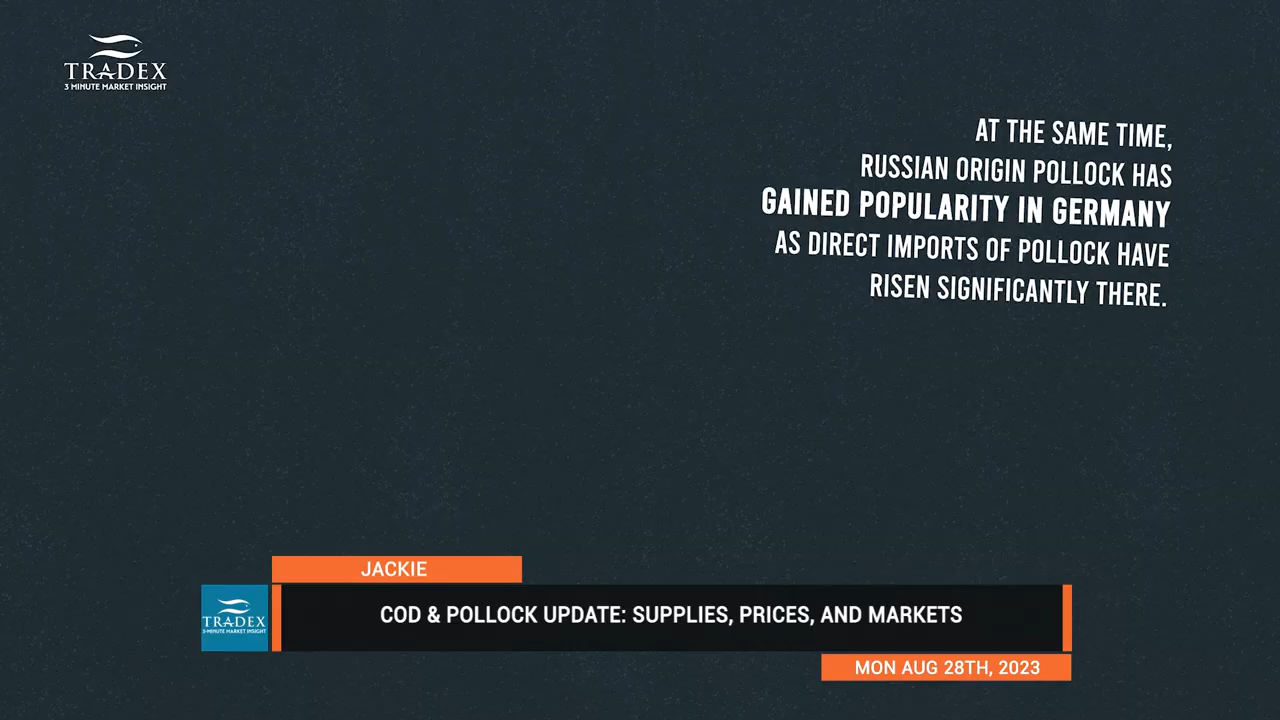 TRADEX
3 MINUTE MARKET INSIGHT
AT THE SAME TIME,
RUSSIAN ORIGIN POLLOCK HAS
GAINED POPULARITY IN GERMANY
AS DIRECT IMPORTS OF POLLOCK HAVE
RISEN SIGNIFICANTLY THERE.
JACKIE
TRADEX
3-MINUTE MARKET INSIGHT
COD & POLLOCK UPDATE: SUPPLIES, PRICES, AND MARKETS
MON AUG 28TH, 2023